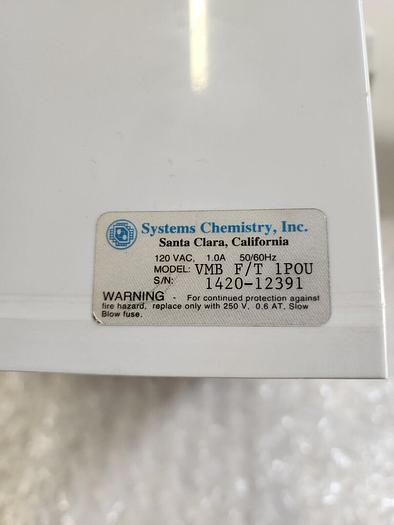 Systems Chemistry, Inc.
Santa Clara, California
120 VAC, 1.0A 50/60Hz
MODEL: VMB F/T 1POU
S/N: 1420-12391
WARNING - For continued protection against
fire hazard, replace only with 250 V, 0.6 AT, Slow
Blow fuse.